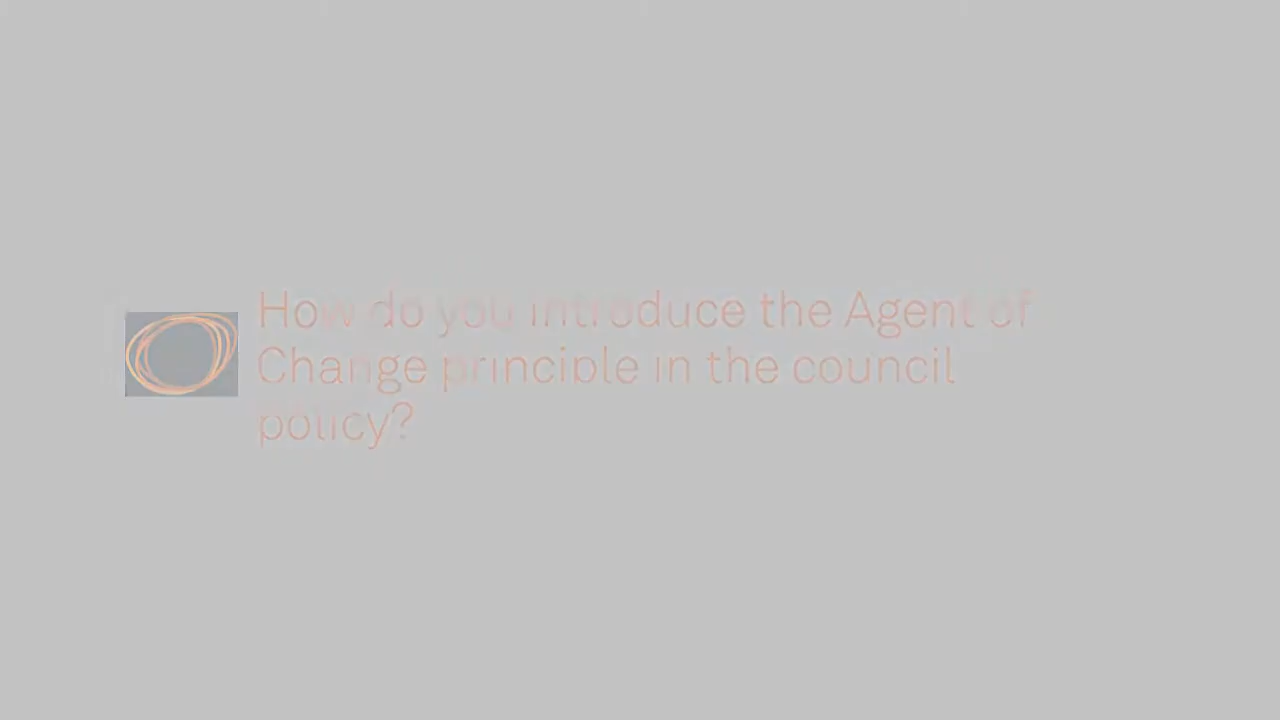 How do you introduce the Agent of
Change principle in the council
policy?